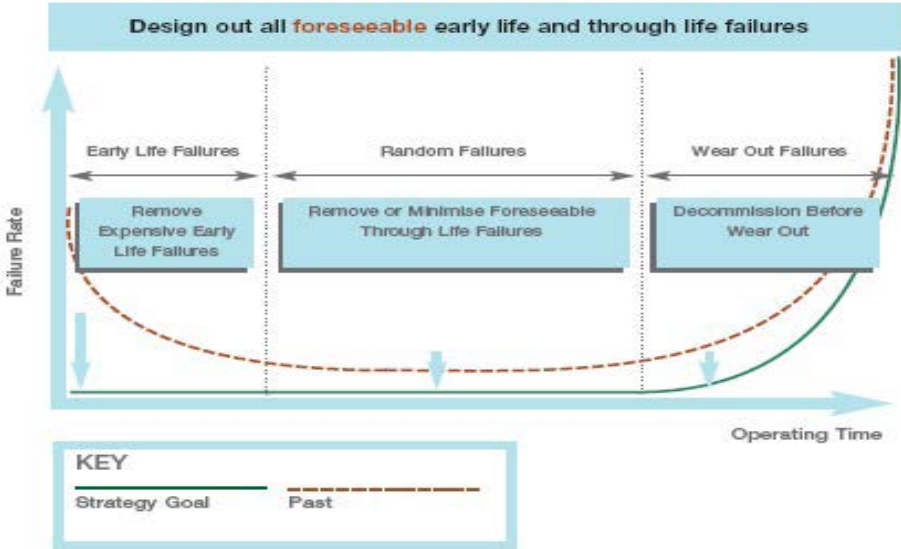 Design out all foreseeable early life and through life failures
Early Life Failures
Random Failures
Wear Out Failures
Remove
Expensive Early
Life Failures
Remove or Minimise Foreseeable
Through Life Failures
Decommission Before
Wear Out
Failure Rate
Operating Time
KEY
Strategy Goal
Past